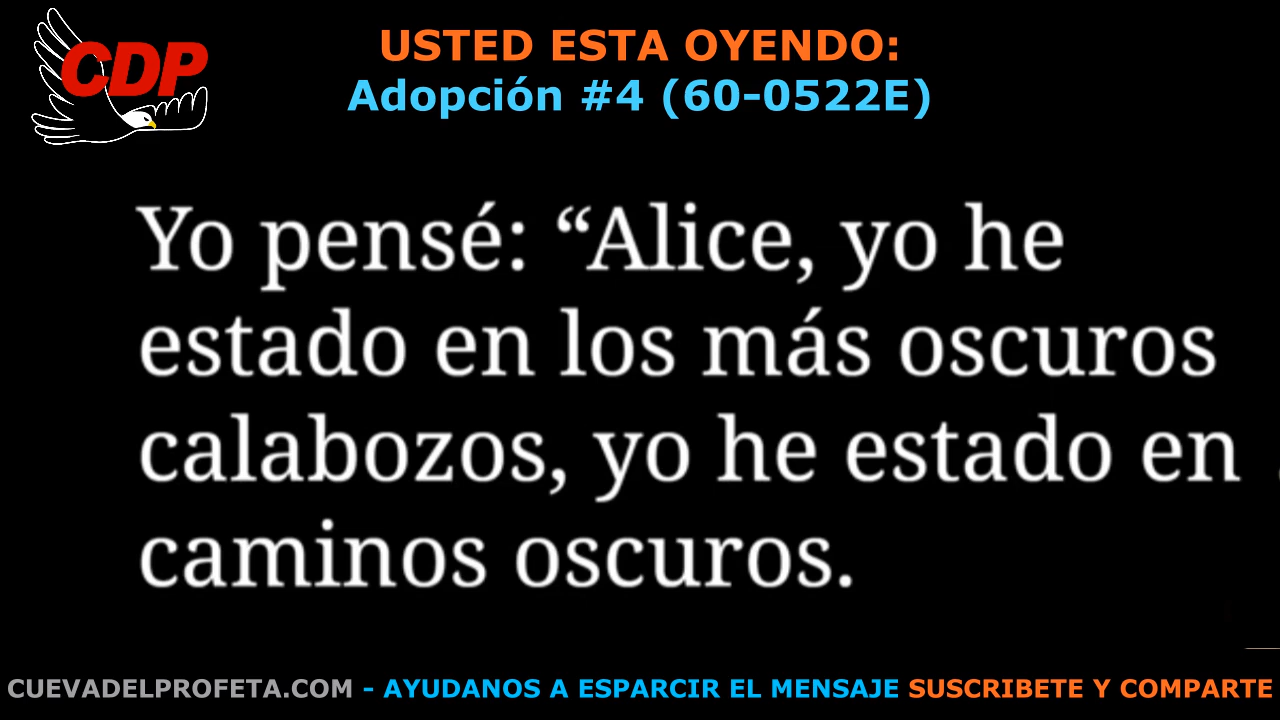 CDP
USTED ESTA OYENDO:
Adopción #4 (60-0522E)
Yo pensé: “Alice, yo he
estado en los más oscuros
calabozos, yo he estado en
caminos oscuros.
CUEVADELPROFETA.COM - AYUDANOS A ESPARCIR EL MENSAJE SUSCRIBETE Y COMPARTE